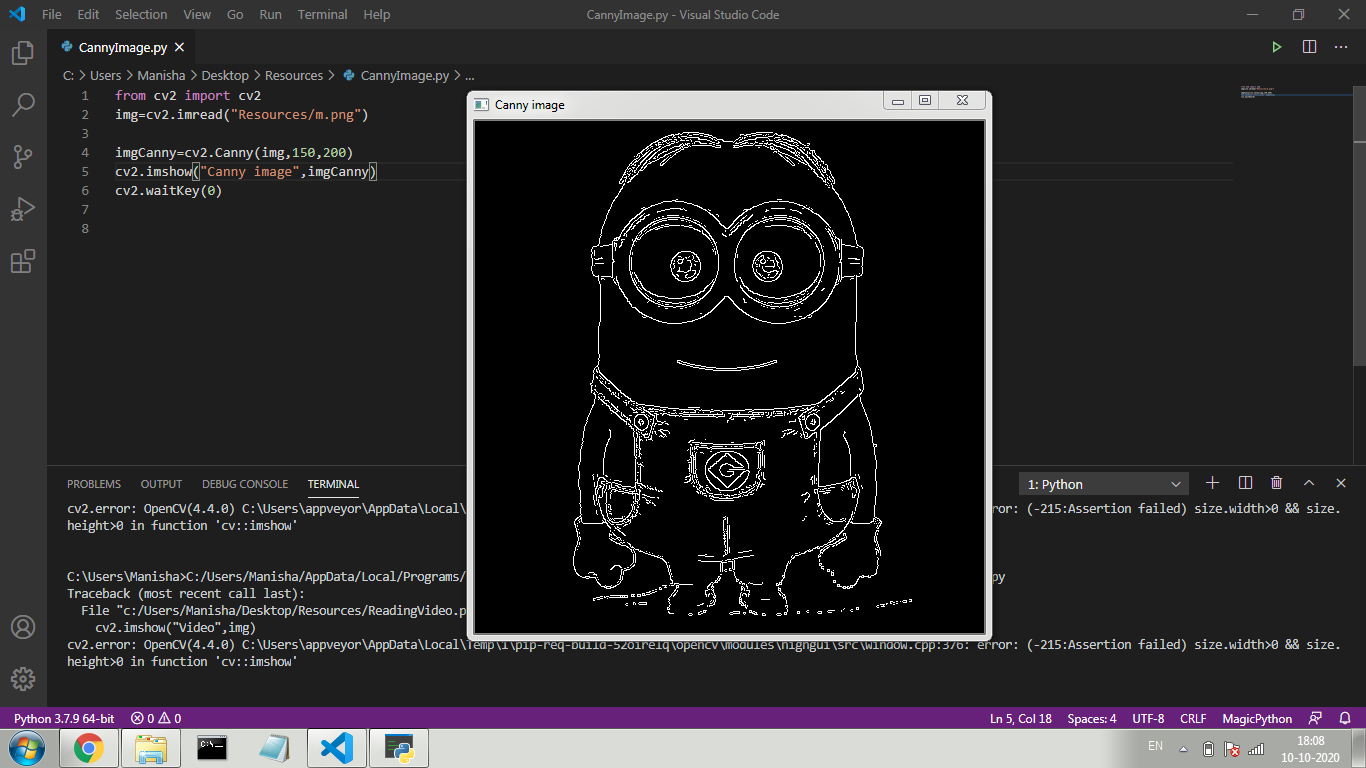 File Edit Selection View Go Run Terminal Help CannyImage.py - Visual Studio Code
CannyImage.py
C: > Users > Manisha > Desktop > Resources > CannyImage.py > ...
1 from cv2 import cv2
2 img=cv2.imread("Resources/m.png")
3
4 imgCanny=cv2.Canny(img,150,200)
5 cv2.imshow("Canny image",imgCanny)
6 cv2.waitKey(0)
7
8
Canny image
G
PROBLEMS OUTPUT DEBUG CONSOLE TERMINAL 1: Python
cv2.error: OpenCV(4.4.0) C:\Users\appveyor\AppData\Local\ ror: (-215:Assertion failed) size.width>0 && size.
height>0 in function 'cv::imshow'
C:\Users\Manisha>C:/Users/Manisha/AppData/Local/Programs/ py
Traceback (most recent call last):
File "c:/Users/Manisha/Desktop/Resources/ReadingVideo.p
cv2.imshow("Video",img)
cv2.error: OpenCV(4.4.0) C:\Users\appveyor\AppData\Local\Temp\1\pip-req-build-52oirelq\opencv\modules\highgui\src\window.cpp:376: error: (-215:Assertion failed) size.width>0 && size.
height>0 in function 'cv::imshow'
Python 3.7.9 64-bit 0 0 Ln 5, Col 18 Spaces: 4 UTF-8 CRLF MagicPython
EN 18:08
10-10-2020